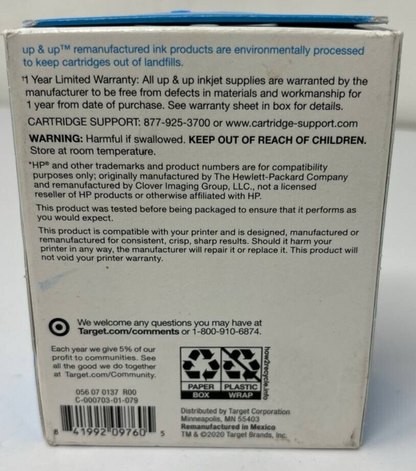 up & up™ remanufactured ink products are environmentally processed
to keep cartridges out of landfills.
†1 Year Limited Warranty: All up & up inkjet supplies are warranted by the
manufacturer to be free from defects in materials and workmanship for
1 year from date of purchase. See warranty sheet in box for details.
CARTRIDGE SUPPORT: 877-925-3700 or www.cartridge-support.com
WARNING: Harmful if swallowed. KEEP OUT OF REACH OF CHILDREN.
Store at room temperature.
*HP® and other trademarks and product numbers are for compatibility
purposes only; originally manufactured by The Hewlett-Packard Company
and remanufactured by Clover Imaging Group, LLC., not a licensed
reseller of HP products or otherwise affiliated with HP.
This product was tested before being packaged to ensure that it performs as
you would expect.
This product is compatible with your printer and is designed, manufactured or
remanufactured for consistent, crisp, sharp results. Should it harm your
printer in any way, the manufacturer will repair it or replace it. This product will
not void your printer warranty.
We welcome any questions you may have at
Target.com/comments or 1-800-910-6874.
Each year we give 5% of our
profit to communities. See
all the good we do together
at Target.com/Community.
056 07 0137 R00
C-000703-01-079
8 41992 09760 5
PAPER
BOX
PLASTIC
WRAP
how2recycle.info
Distributed by Target Corporation
Minneapolis, MN 55403
Remanufactured in Mexico
TM & ©2020 Target Brands, Inc.